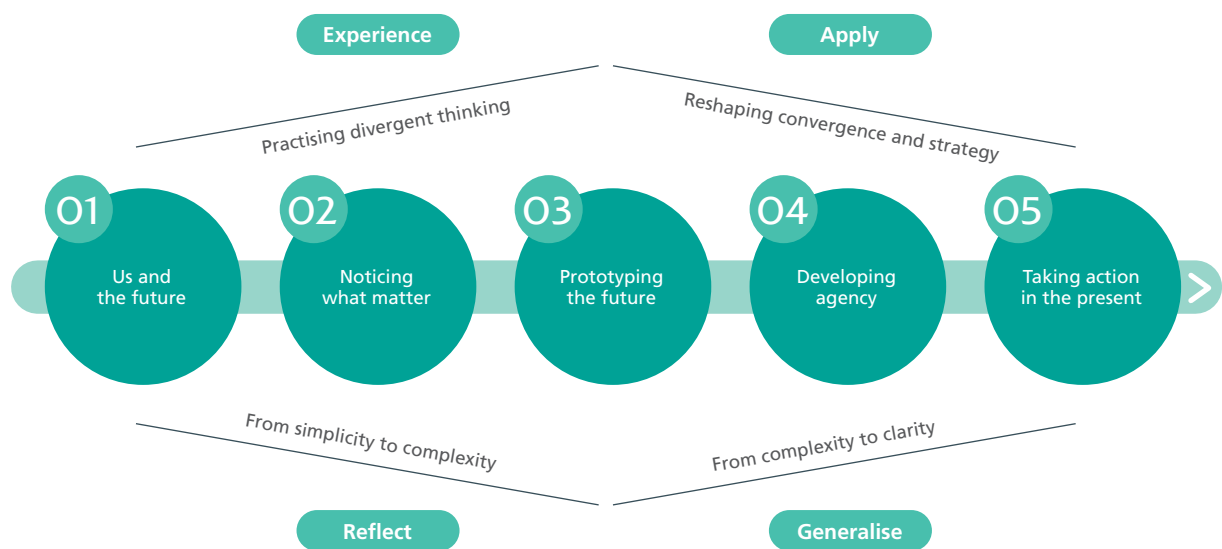 Experience
Apply
Practising divergent thinking
Reshaping convergence and strategy
01
Us and
the future
02
Noticing
what matter
03
Prototyping
the future
04
Developing
agency
05
Taking action
in the present
From simplicity to complexity
From complexity to clarity
Reflect
Generalise